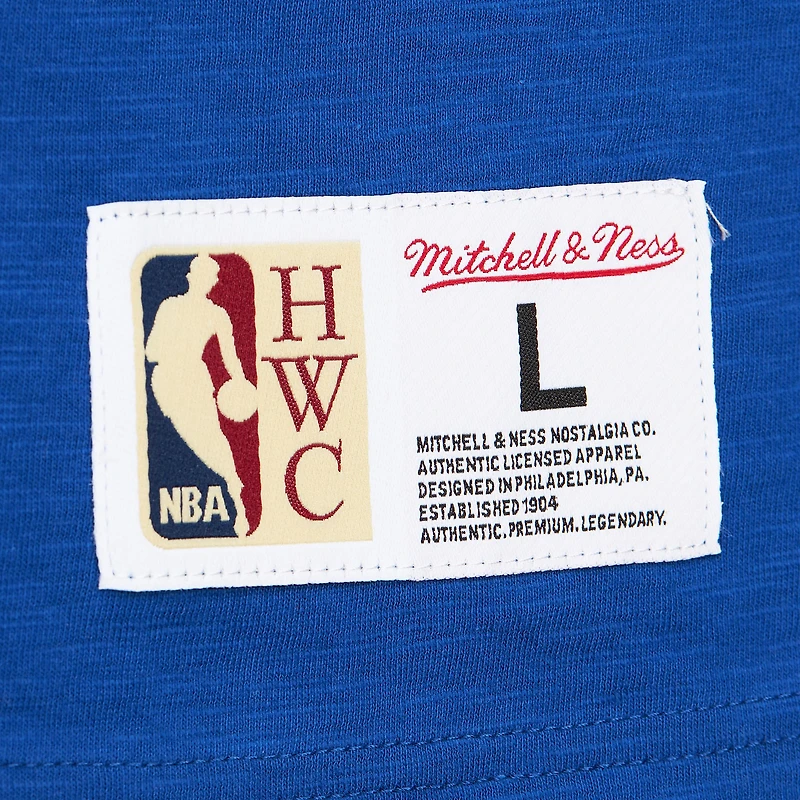 NBA
H
W
C
Mitchell & Ness
L
MITCHELL & NESS NOSTALGIA CO.
AUTHENTIC LICENSED APPAREL
DESIGNED IN PHILADELPHIA, PA.
ESTABLISHED 1904
AUTHENTIC.PREMIUM.LEGENDARY.